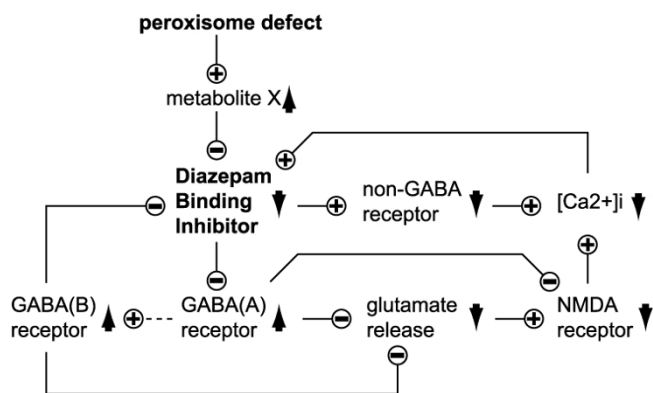 peroxisome defect
+
metabolite X
−
+
Diazepam
Binding
Inhibitor
−
+
non-GABA
receptor
+
[Ca2+]i
−
−
+
GABA(B)
receptor
+
GABA(A)
receptor
−
glutamate
release
+
NMDA
receptor
−